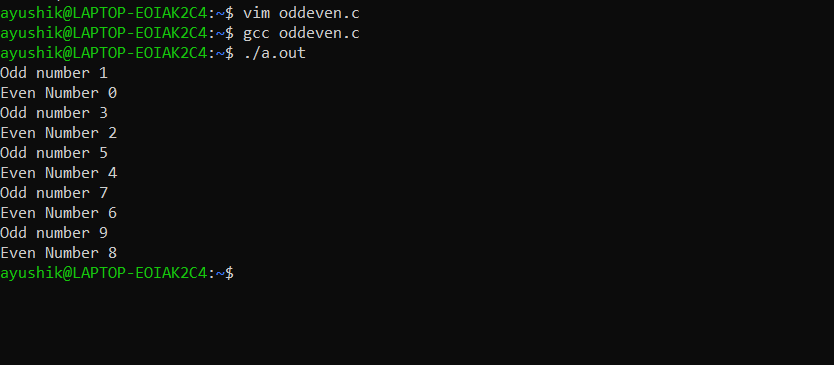 ayushik@LAPTOP-EOIAK2C4:~$ vim oddeven.c
ayushik@LAPTOP-EOIAK2C4:~$ gcc oddeven.c
ayushik@LAPTOP-EOIAK2C4:~$ ./a.out
Odd number 1
Even Number 0
Odd number 3
Even Number 2
Odd number 5
Even Number 4
Odd number 7
Even Number 6
Odd number 9
Even Number 8
ayushik@LAPTOP-EOIAK2C4:~$